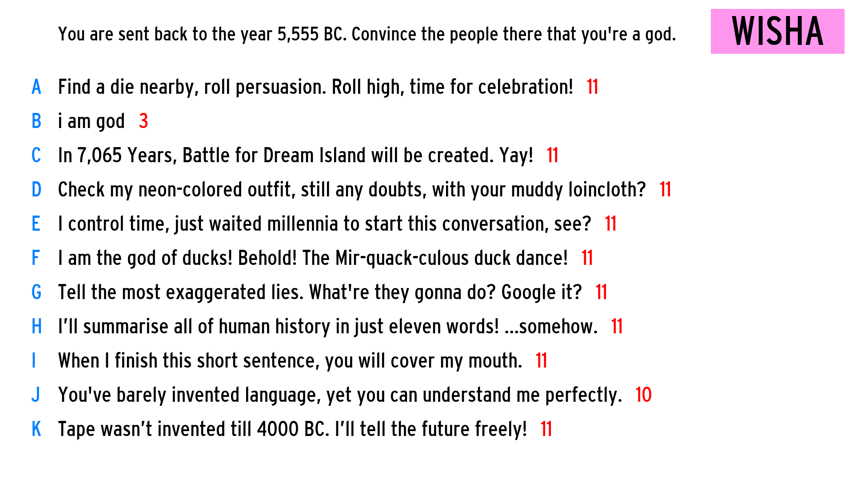 You are sent back to the year 5,555 BC. Convince the people there that you're a god.
WISHA
A Find a die nearby, roll persuasion. Roll high, time for celebration! 11
B i am god 3
C In 7,065 Years, Battle for Dream Island will be created. Yay! 11
D Check my neon-colored outfit, still any doubts, with your muddy loincloth? 11
E I control time, just waited millennia to start this conversation, see? 11
F I am the god of ducks! Behold! The Mir-quack-culous duck dance! 11
G Tell the most exaggerated lies. What're they gonna do? Google it? 11
H I’ll summarise all of human history in just eleven words! ...somehow. 11
I When I finish this short sentence, you will cover my mouth. 11
J You've barely invented language, yet you can understand me perfectly. 10
K Tape wasn’t invented till 4000 BC. I’ll tell the future freely! 11